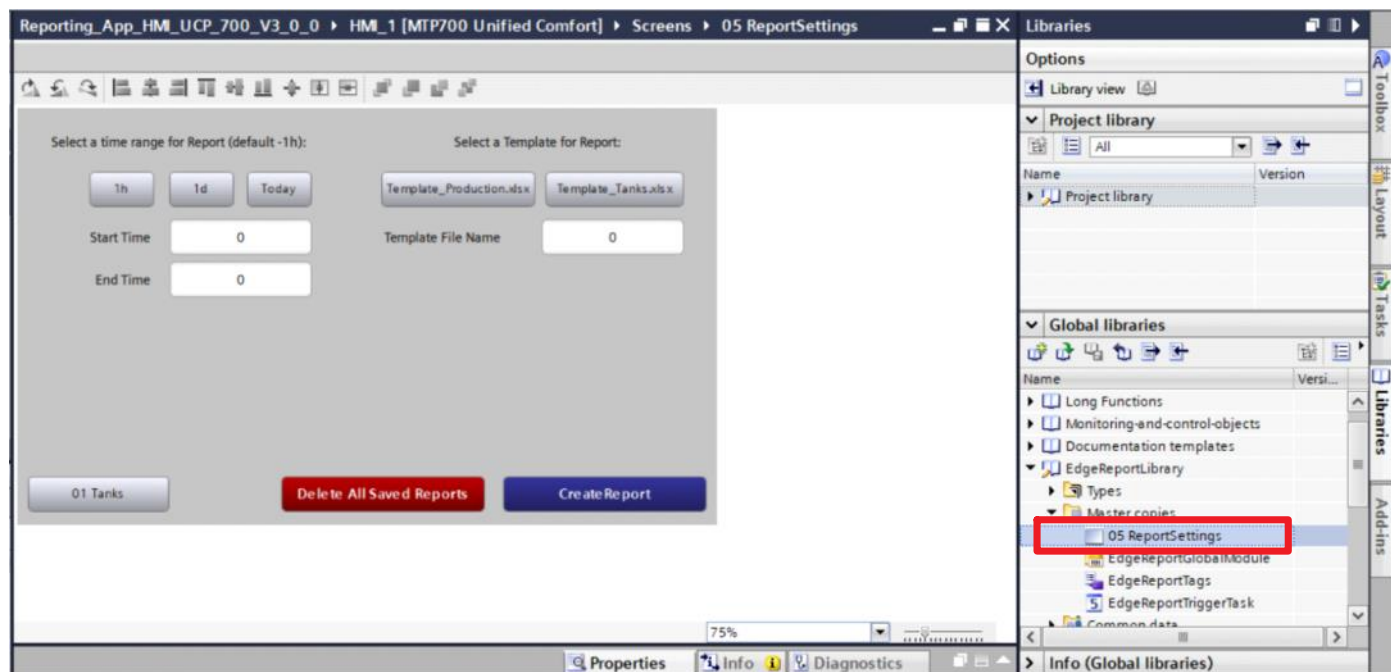 Reporting_App_HMI_UCP_700_V3_0_0 ▸ HMI_1 [MTP700 Unified Comfort] ▸ Screens ▸ 05 ReportSettings
Select a time range for Report (default -1h):
Select a Template for Report:
1h
1d
Today
Template_Production.xlsx
Template_Tanks.xlsx
Start Time
0
Template File Name
0
End Time
0
01 Tanks
Delete All Saved Reports
CreateReport
75%
Properties
Info
Diagnostics
Libraries
Options
Library view
Project library
All
Name
Version
Project library
Global libraries
Name
Versi...
Long Functions
Monitoring-and-control-objects
Documentation templates
EdgeReportLibrary
Types
Master copies
05 ReportSettings
EdgeReportGlobalModule
EdgeReportTags
EdgeReportTriggerTask
Common data
Info (Global libraries)
Toolbox
Layout
Tasks
Libraries
Add-ins